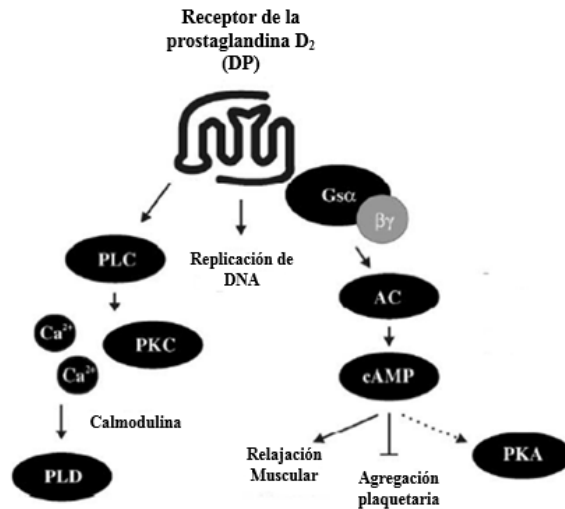 Receptor de la
prostaglandina D₂
(DP)
Gsα
βγ
PLC
Replicación de
DNA
AC
Ca²⁺
PKC
Ca²⁺
cAMP
Calmodulina
Relajación
Muscular
Agregación
plaquetaria
PKA
PLD